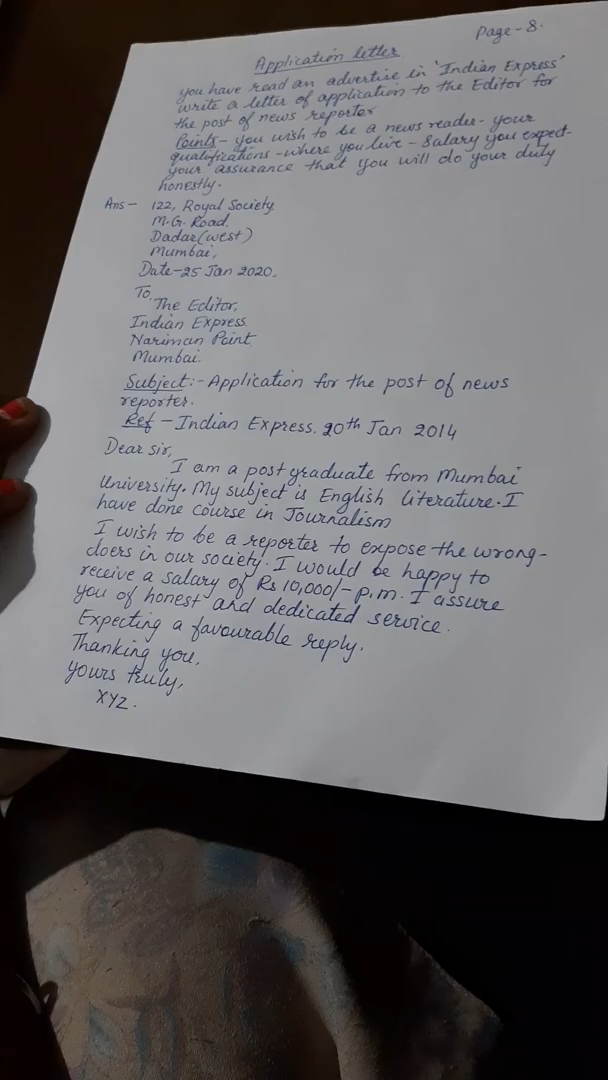 Page-8.
Application letter
you have read an advertise in 'Indian Express'
write a letter of application to the Editor for
the post of news reporter
Points- you wish to be a news reader- your
qualifications -where you live - Salary you expect-
your assurance that you will do your duty
honestly.
Ans- 122, Royal Society
M.G. Road.
Dadar(west)
Mumbai,
Date-25 Jan 2020.
To,
The Editor,
Indian Express
Nariman Point
Mumbai.
Subject:-Application for the post of news
reporter.
Ref - Indian Express. 20th Jan 2014
Dear sir,
I am a post graduate from Mumbai
University. My subject is English literature. I
have done course in Journalism
I wish to be a reporter to expose the wrong-
doers in our society. I would be happy to
receive a salary of Rs 10,000/- p.m. I assure
you of honest and dedicated service.
Expecting a favourable reply.
Thanking you,
yours truly,
XYZ.